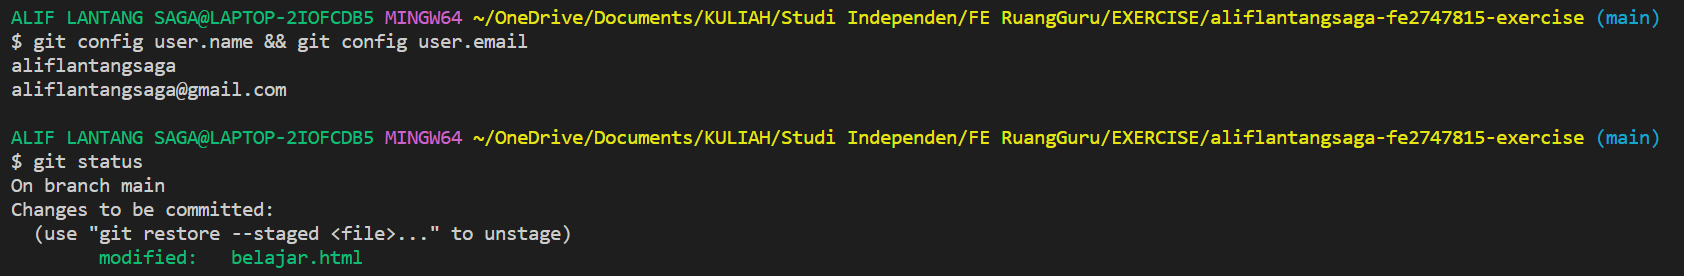 ALIF LANTANG SAGA@LAPTOP-2IOFCDB5 MINGW64 ~/OneDrive/Documents/KULIAH/Studi Independen/FE RuangGuru/EXERCISE/aliflantangsaga-fe2747815-exercise (main)
$ git config user.name && git config user.email
aliflantangsaga
aliflantangsaga@gmail.com
ALIF LANTANG SAGA@LAPTOP-2IOFCDB5 MINGW64 ~/OneDrive/Documents/KULIAH/Studi Independen/FE RuangGuru/EXERCISE/aliflantangsaga-fe2747815-exercise (main)
$ git status
On branch main
Changes to be committed:
  (use "git restore --staged <file>..." to unstage)
        modified:   belajar.html